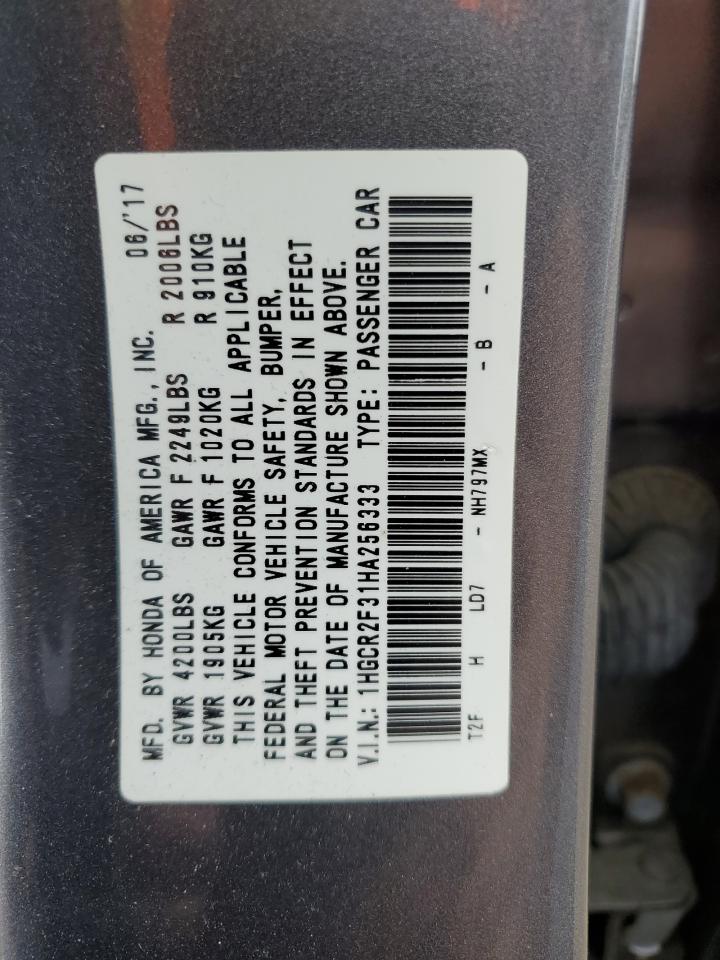 MFD. BY HONDA OF AMERICA MFG., INC. 06/'17
GVWR 4200LBS GAWR F 2249LBS R 2006LBS
GVWR 1905KG GAWR F 1020KG R 910KG
THIS VEHICLE CONFORMS TO ALL APPLICABLE
FEDERAL MOTOR VEHICLE SAFETY, BUMPER,
AND THEFT PREVENTION STANDARDS IN EFFECT
ON THE DATE OF MANUFACTURE SHOWN ABOVE.
V.I.N.: 1HGCR2F31HA256333 TYPE: PASSENGER CAR
T2F H LD7 - NH797MX - B - A